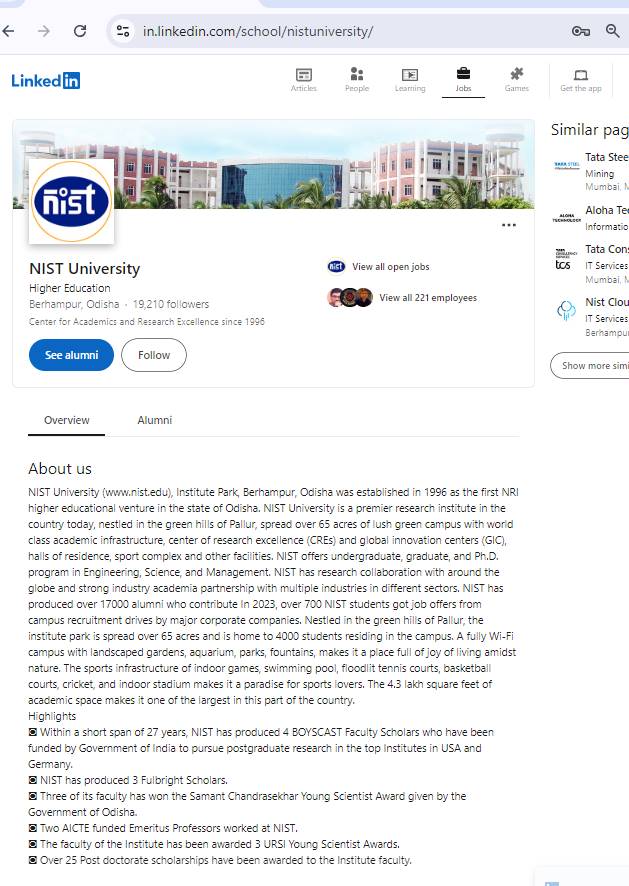 in.linkedin.com/school/nistuniversity/
Linked in
Articles
People
Learning
Jobs
Games
Get the app
nist
NIST University
Higher Education
Berhampur, Odisha · 19,210 followers
Center for Academics and Research Excellence since 1996
See alumni
Follow
nist
View all open jobs
View all 221 employees
Similar pag
TATA STEEL
Tata Stee
Mining
Mumbai, M
ALOHA TECHNOLOGY
Aloha Tec
Informatio
TATA CONSULTANCY SERVICES
tcs
Tata Cons
IT Services
Mumbai, M
Nist Clou
IT Services
Berhampu
Show more simi
Overview
Alumni
About us
NIST University (www.nist.edu), Institute Park, Berhampur, Odisha was established in 1996 as the first NRI
higher educational venture in the state of Odisha. NIST University is a premier research institute in the
country today, nestled in the green hills of Pallur, spread over 65 acres of lush green campus with world
class academic infrastructure, center of research excellence (CREs) and global innovation centers (GIC),
halls of residence, sport complex and other facilities. NIST offers undergraduate, graduate, and Ph.D.
program in Engineering, Science, and Management. NIST has research collaboration with around the
globe and strong industry academia partnership with multiple industries in different sectors. NIST has
produced over 17000 alumni who contribute In 2023, over 700 NIST students got job offers from
campus recruitment drives by major corporate companies. Nestled in the green hills of Pallur, the
institute park is spread over 65 acres and is home to 4000 students residing in the campus. A fully Wi-Fi
campus with landscaped gardens, aquarium, parks, fountains, makes it a place full of joy of living amidst
nature. The sports infrastructure of indoor games, swimming pool, floodlit tennis courts, basketball
courts, cricket, and indoor stadium makes it a paradise for sports lovers. The 4.3 lakh square feet of
academic space makes it one of the largest in this part of the country.
Highlights
◙ Within a short span of 27 years, NIST has produced 4 BOYSCAST Faculty Scholars who have been
funded by Government of India to pursue postgraduate research in the top Institutes in USA and
Germany.
◙ NIST has produced 3 Fulbright Scholars.
◙ Three of its faculty has won the Samant Chandrasekhar Young Scientist Award given by the
Government of Odisha.
◙ Two AICTE funded Emeritus Professors worked at NIST.
◙ The faculty of the Institute has been awarded 3 URSI Young Scientist Awards.
◙ Over 25 Post doctorate scholarships have been awarded to the Institute faculty.